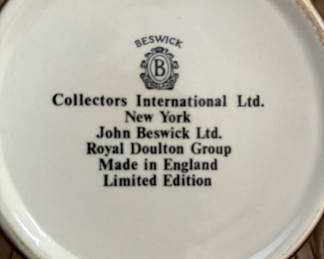 BESWICK
B
Collectors International Ltd.
New York
John Beswick Ltd.
Royal Doulton Group
Made in England
Limited Edition